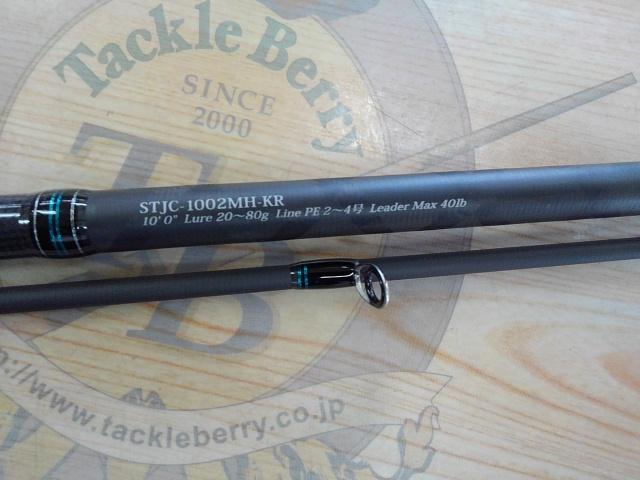 Tackle Berry
SINCE
2000
TB
STJC-1002MH-KR
10'0" Lure 20～80g Line PE 2～4号 Leader Max 40lb
://www.tackleberry.co.jp